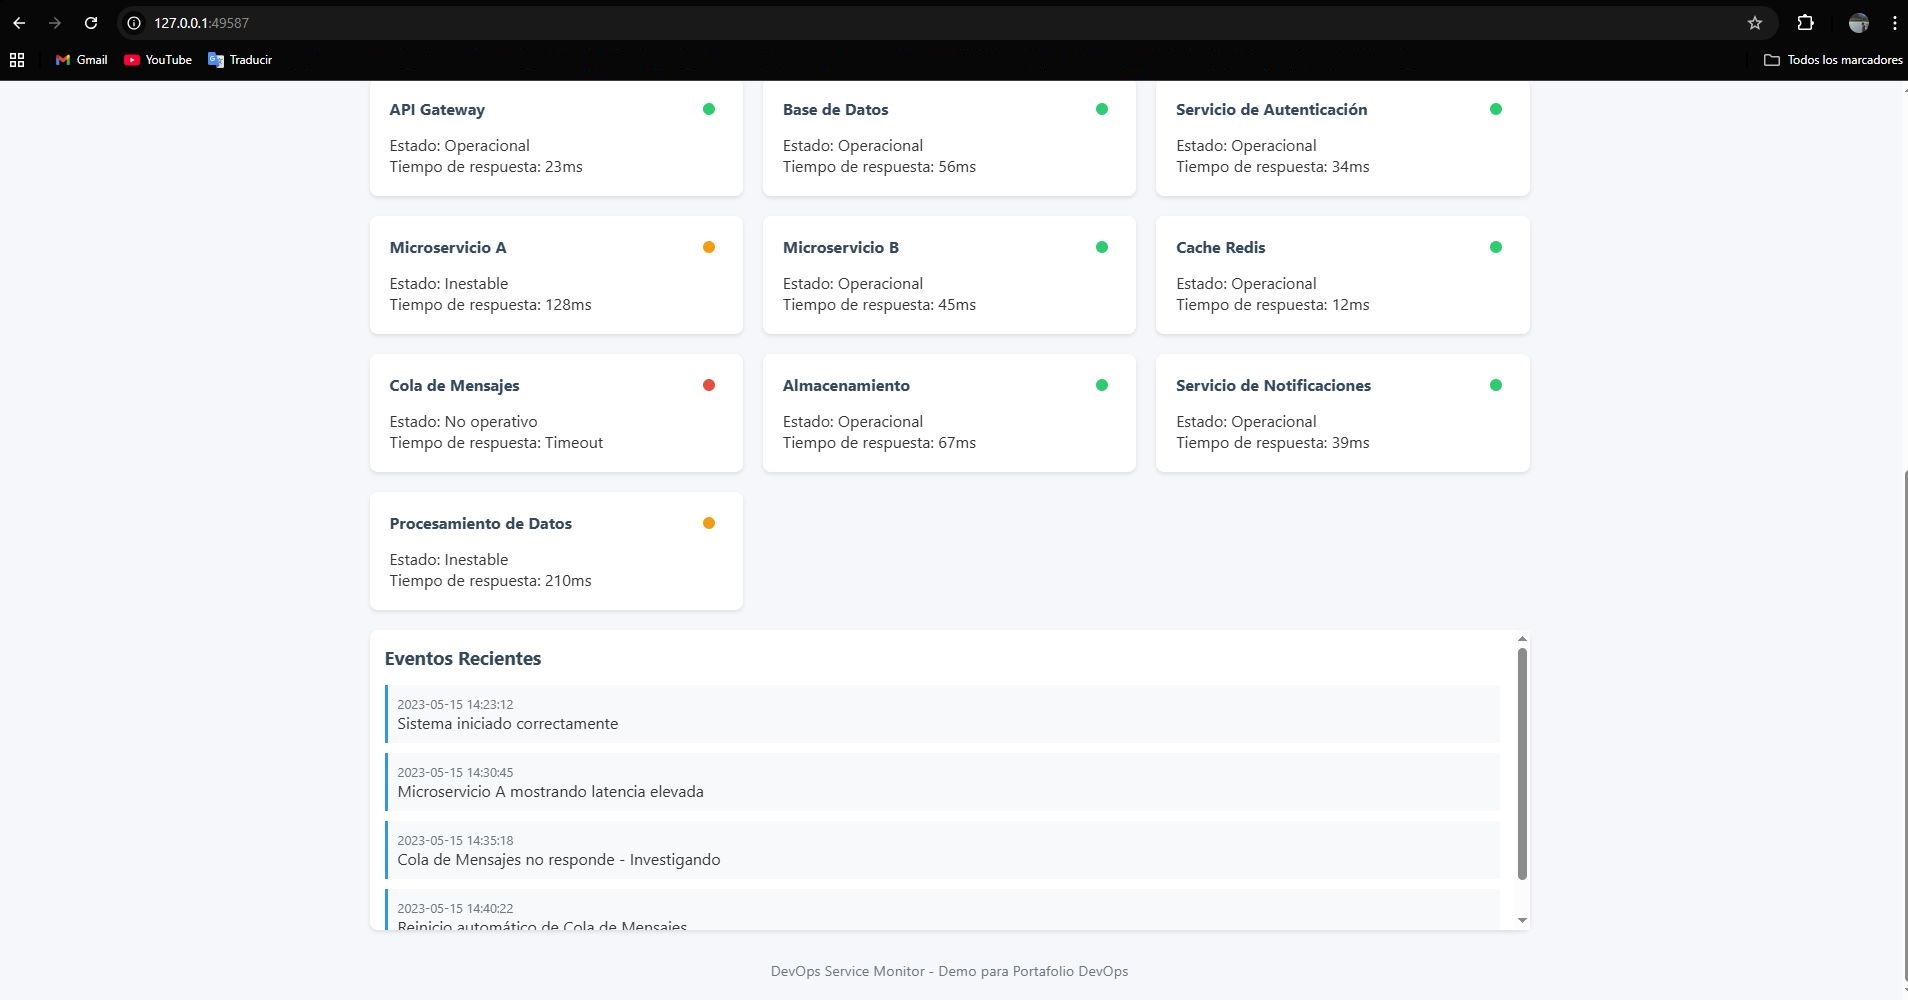 127.0.0.1:49587
Gmail
YouTube
Traducir
Todos los marcadores
API Gateway
Estado: Operacional
Tiempo de respuesta: 23ms
Base de Datos
Estado: Operacional
Tiempo de respuesta: 56ms
Servicio de Autenticación
Estado: Operacional
Tiempo de respuesta: 34ms
Microservicio A
Estado: Inestable
Tiempo de respuesta: 128ms
Microservicio B
Estado: Operacional
Tiempo de respuesta: 45ms
Cache Redis
Estado: Operacional
Tiempo de respuesta: 12ms
Cola de Mensajes
Estado: No operativo
Tiempo de respuesta: Timeout
Almacenamiento
Estado: Operacional
Tiempo de respuesta: 67ms
Servicio de Notificaciones
Estado: Operacional
Tiempo de respuesta: 39ms
Procesamiento de Datos
Estado: Inestable
Tiempo de respuesta: 210ms
Eventos Recientes
2023-05-15 14:23:12
Sistema iniciado correctamente
2023-05-15 14:30:45
Microservicio A mostrando latencia elevada
2023-05-15 14:35:18
Cola de Mensajes no responde - Investigando
2023-05-15 14:40:22
Reinicio automático de Cola de Mensajes
DevOps Service Monitor - Demo para Portafolio DevOps